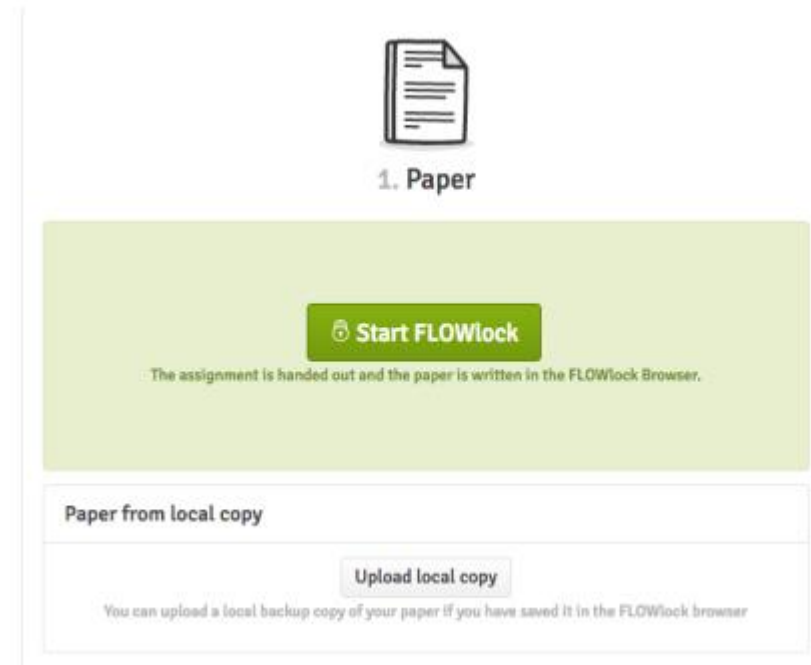 1. Paper
Start FLOWlock
The assignment is handed out and the paper is written in the FLOWlock Browser.
Paper from local copy
Upload local copy
You can upload a local backup copy of your paper if you have saved it in the FLOWlock browser